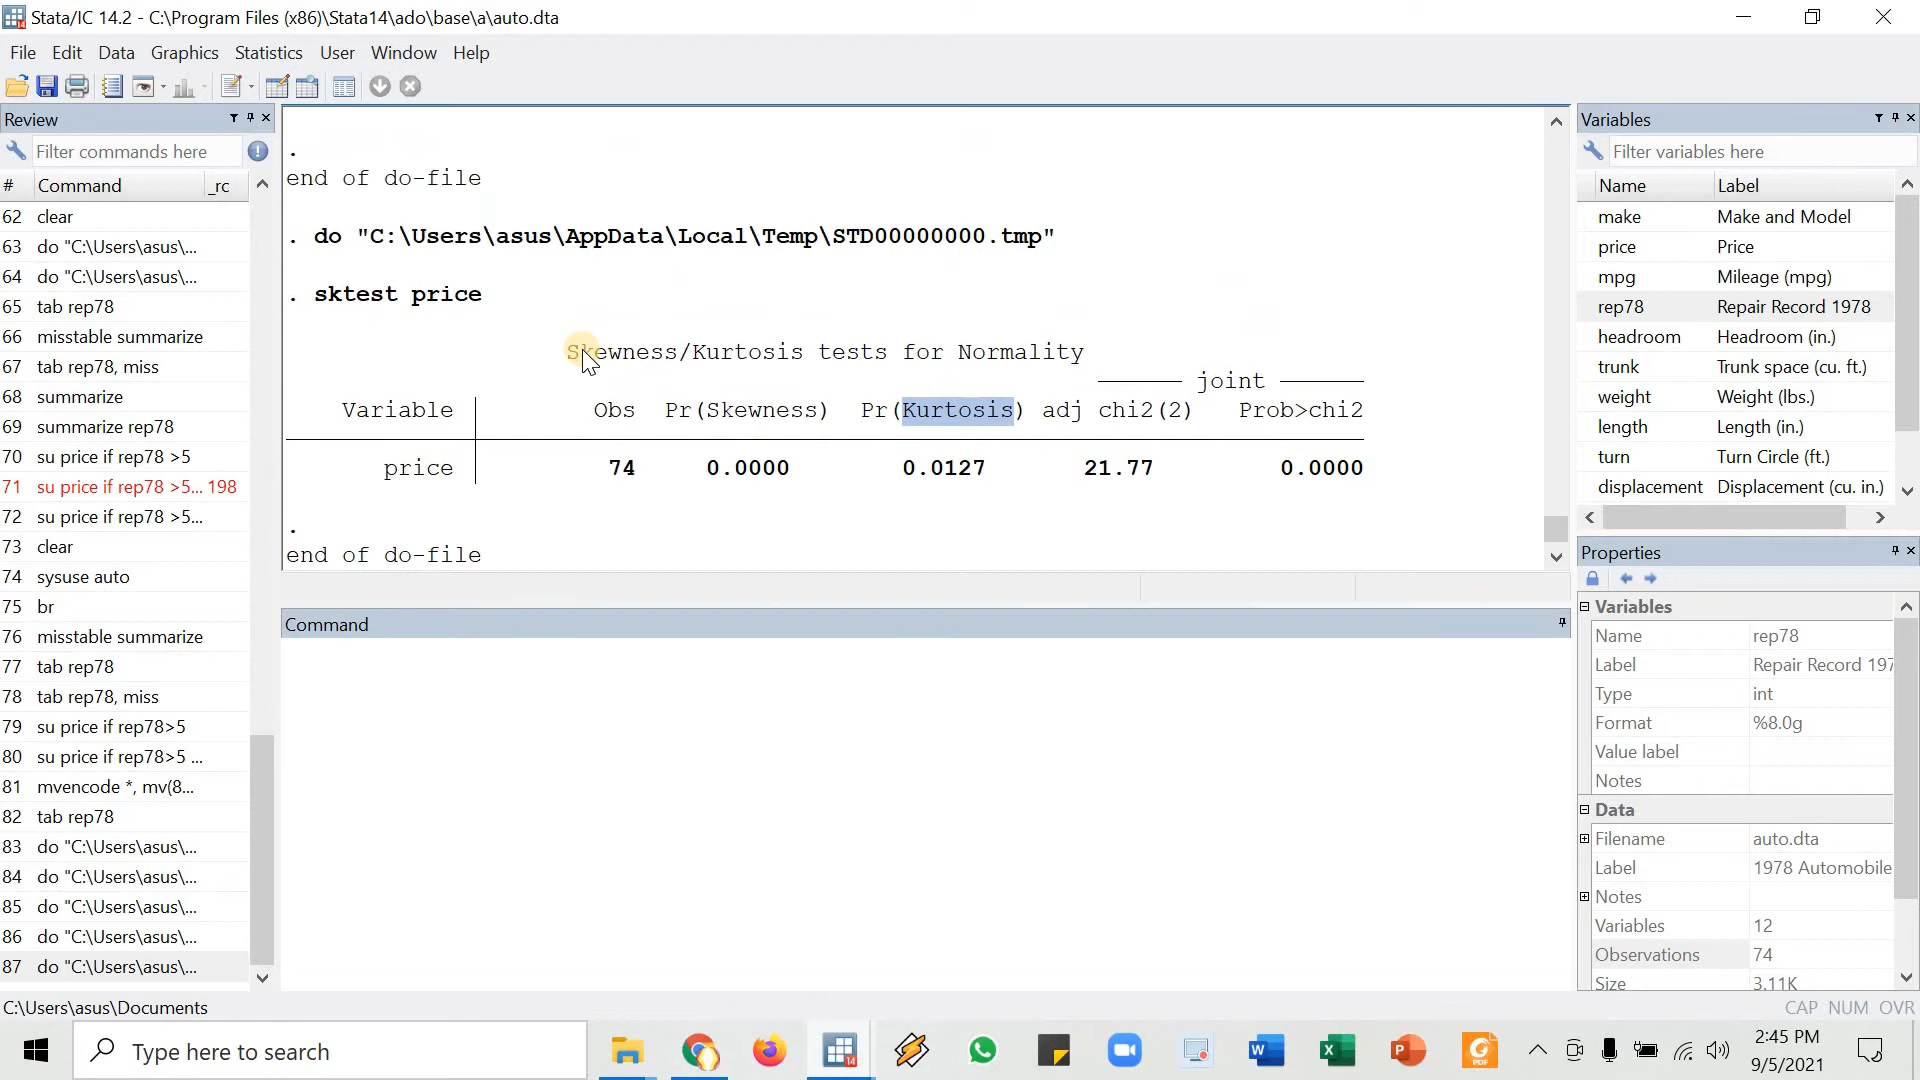 Stata/IC 14.2 - C:\Program Files (x86)\Stata14\ado\base\a\auto.dta
File Edit Data Graphics Statistics User Window Help
Review
Filter commands here
# Command _rc
62 clear
63 do "C:\Users\asus\...
64 do "C:\Users\asus\...
65 tab rep78
66 misstable summarize
67 tab rep78, miss
68 summarize
69 summarize rep78
70 su price if rep78 >5
71 su price if rep78 >5... 198
72 su price if rep78 >5...
73 clear
74 sysuse auto
75 br
76 misstable summarize
77 tab rep78
78 tab rep78, miss
79 su price if rep78>5
80 su price if rep78>5 ...
81 mvencode *, mv(8...
82 tab rep78
83 do "C:\Users\asus\...
84 do "C:\Users\asus\...
85 do "C:\Users\asus\...
86 do "C:\Users\asus\...
87 do "C:\Users\asus\...
.
end of do-file
. do "C:\Users\asus\AppData\Local\Temp\STD00000000.tmp"
. sktest price
Skewness/Kurtosis tests for Normality
joint
Variable Obs Pr(Skewness) Pr(Kurtosis) adj chi2(2) Prob>chi2
price 74 0.0000 0.0127 21.77 0.0000
.
end of do-file
Command
Variables
Filter variables here
Name Label
make Make and Model
price Price
mpg Mileage (mpg)
rep78 Repair Record 1978
headroom Headroom (in.)
trunk Trunk space (cu. ft.)
weight Weight (lbs.)
length Length (in.)
turn Turn Circle (ft.)
displacement Displacement (cu. in.)
Properties
Variables
Name rep78
Label Repair Record 197
Type int
Format %8.0g
Value label
Notes
Data
Filename auto.dta
Label 1978 Automobile
Notes
Variables 12
Observations 74
Size 3.11K
C:\Users\asus\Documents
CAP NUM OVR
Type here to search
14
PDF
2:45 PM
9/5/2021